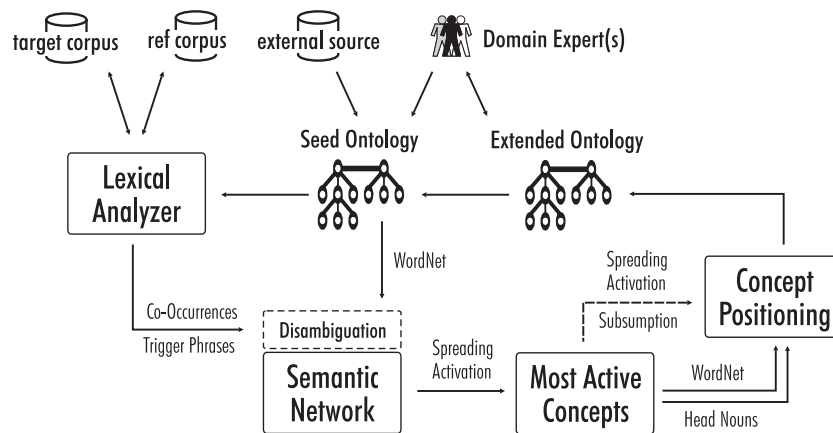 target corpus
ref corpus
external source
Domain Expert(s)
Seed Ontology
Extended Ontology
Lexical
Analyzer
WordNet
Spreading
Activation
Subsumption
Concept
Positioning
Co-Occurrences
Trigger Phrases
Disambiguation
Semantic
Network
Spreading
Activation
Most Active
Concepts
WordNet
Head Nouns